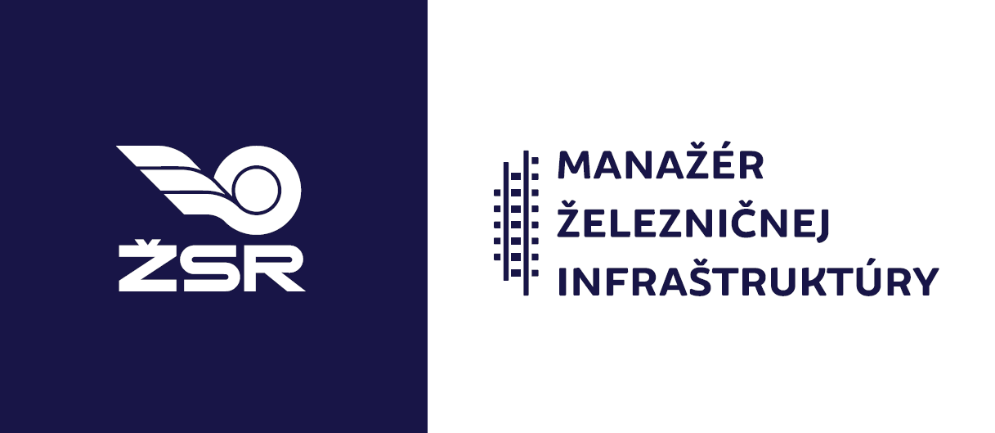 ŽSR
MANAŽÉR
ŽELEZNIČNEJ
INFRAŠTRUKTÚRY